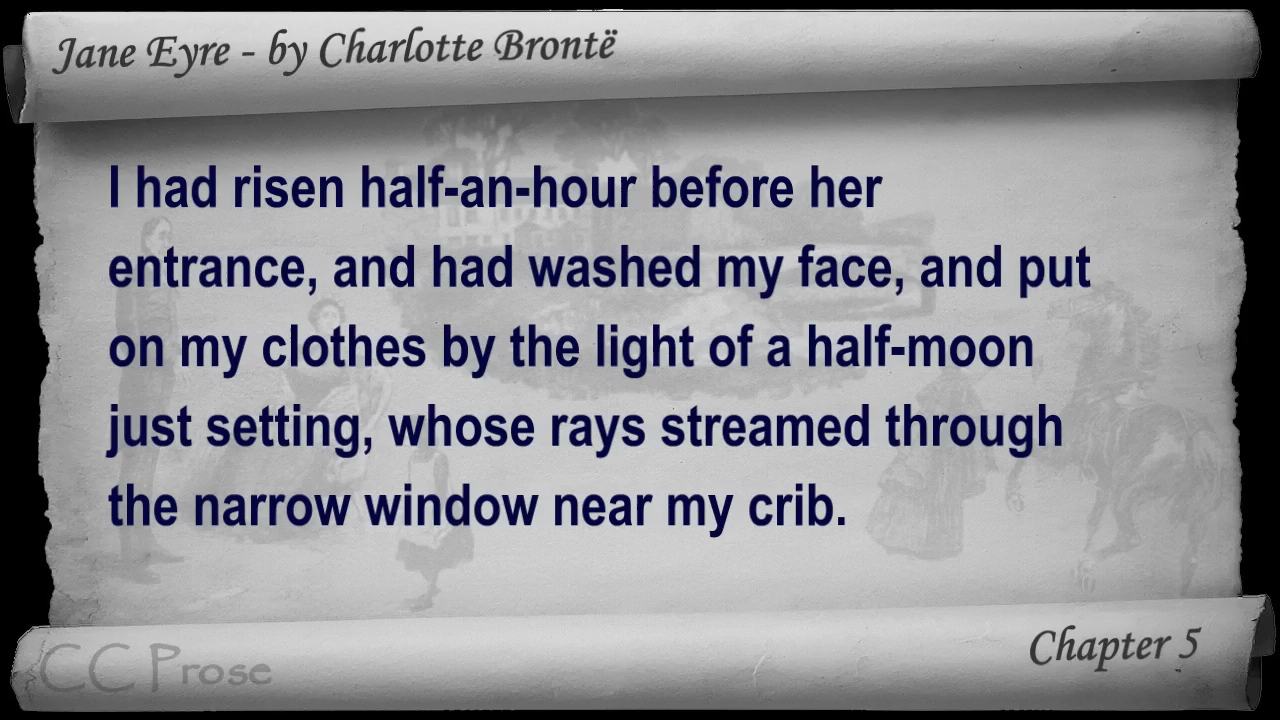 Jane Eyre - by Charlotte Brontë
I had risen half-an-hour before her
entrance, and had washed my face, and put
on my clothes by the light of a half-moon
just setting, whose rays streamed through
the narrow window near my crib.
Chapter 5
CC Prose